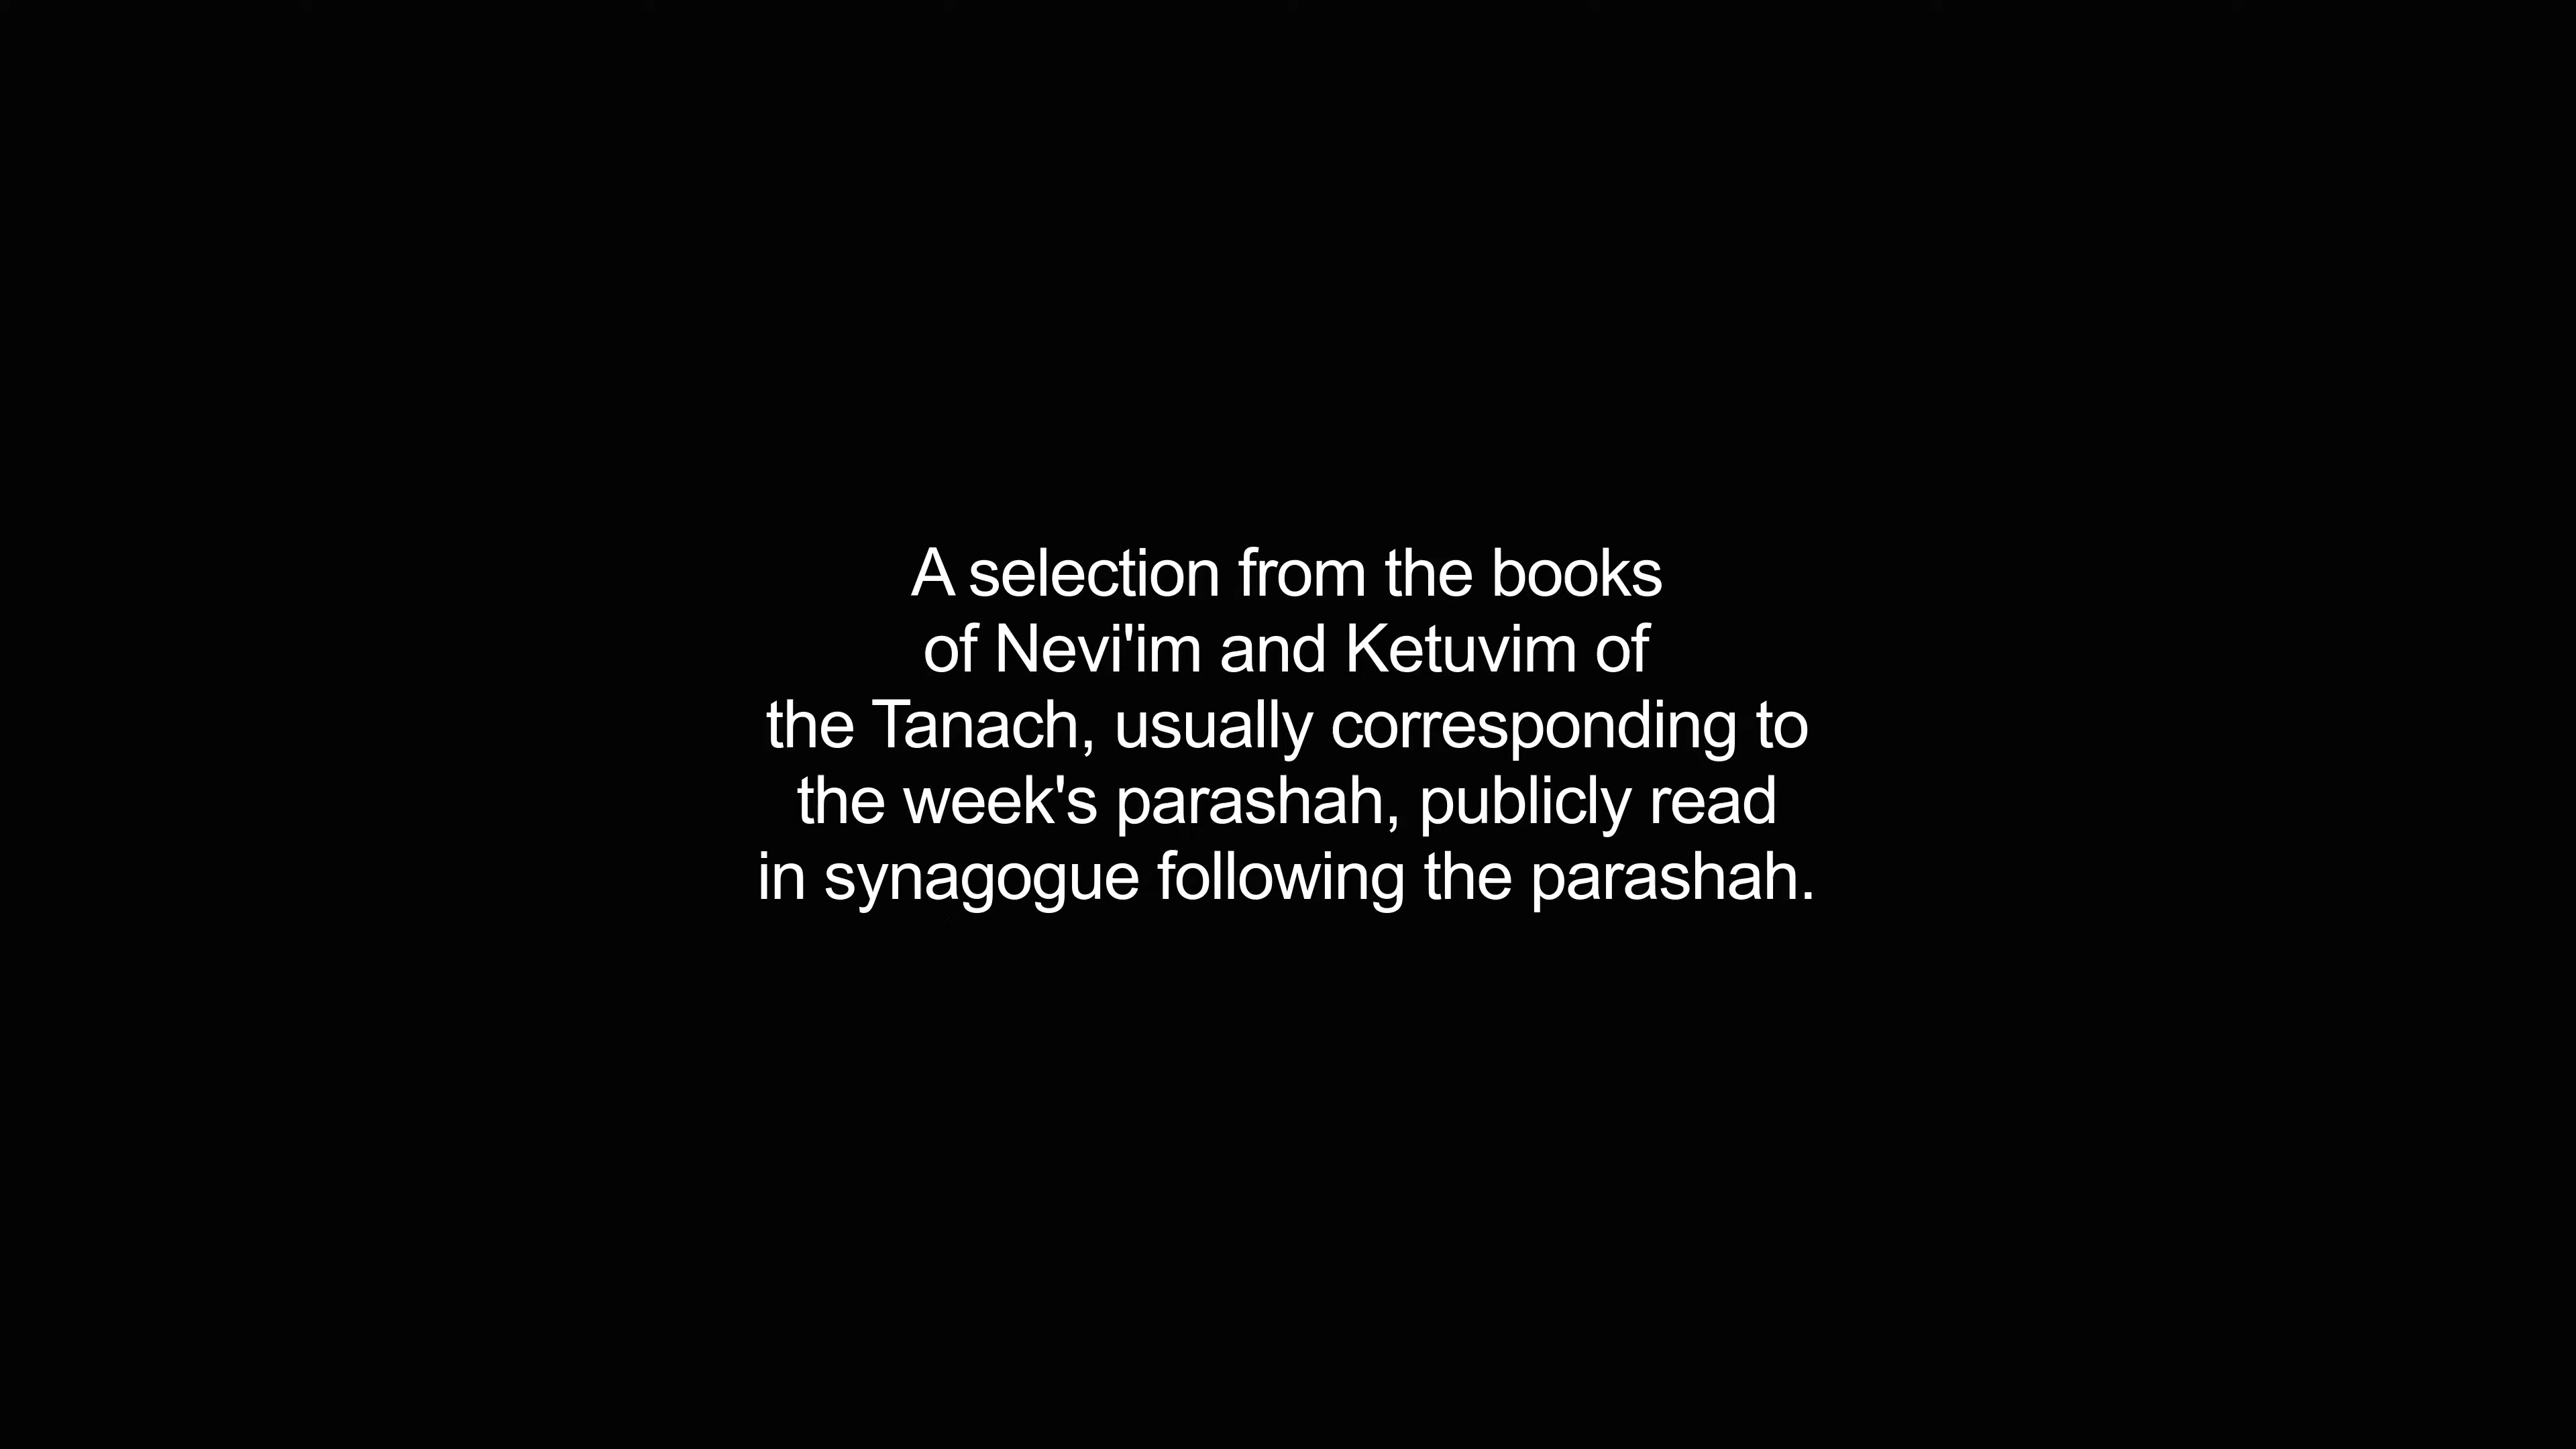 A selection from the books
of Nevi'im and Ketuvim of
the Tanach, usually corresponding to
the week's parashah, publicly read
in synagogue following the parashah.